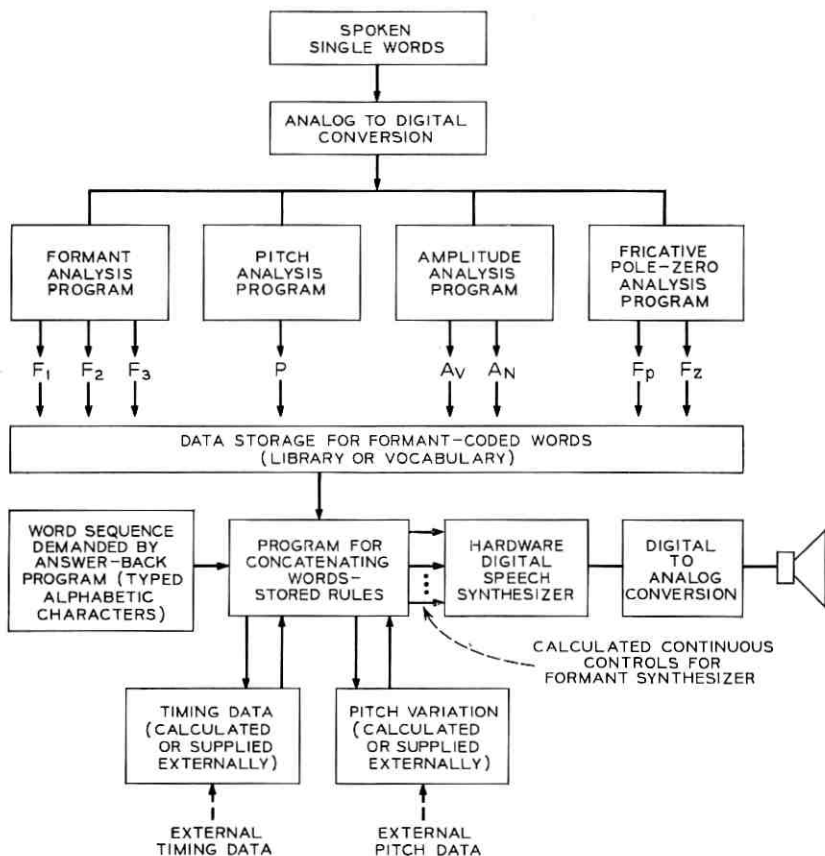 SPOKEN
SINGLE WORDS
ANALOG TO DIGITAL
CONVERSION
FORMANT
ANALYSIS
PROGRAM
PITCH
ANALYSIS
PROGRAM
AMPLITUDE
ANALYSIS
PROGRAM
FRICATIVE
POLE-ZERO
ANALYSIS
PROGRAM
F1 F2 F3 P AV AN Fp Fz
DATA STORAGE FOR FORMANT-CODED WORDS
(LIBRARY OR VOCABULARY)
WORD SEQUENCE
DEMANDED BY
ANSWER-BACK
PROGRAM (TYPED
ALPHABETIC
CHARACTERS)
PROGRAM FOR
CONCATENATING
WORDS-
STORED RULES
HARDWARE
DIGITAL
SPEECH
SYNTHESIZER
DIGITAL
TO
ANALOG
CONVERSION
CALCULATED CONTINUOUS
CONTROLS FOR
FORMANT SYNTHESIZER
TIMING DATA
(CALCULATED
OR SUPPLIED
EXTERNALLY)
PITCH VARIATION
(CALCULATED
OR SUPPLIED
EXTERNALLY)
EXTERNAL
TIMING DATA
EXTERNAL
PITCH DATA